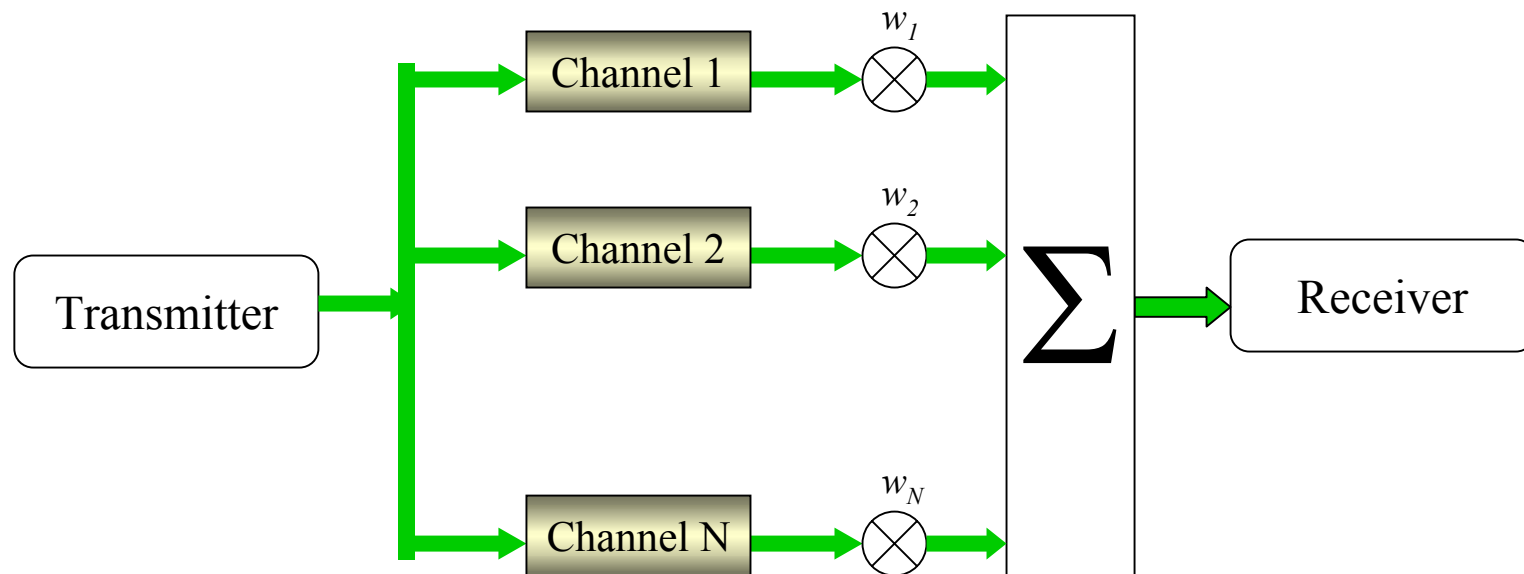 w1
Channel 1
w2
Channel 2
Transmitter
∑
Receiver
wN
Channel N